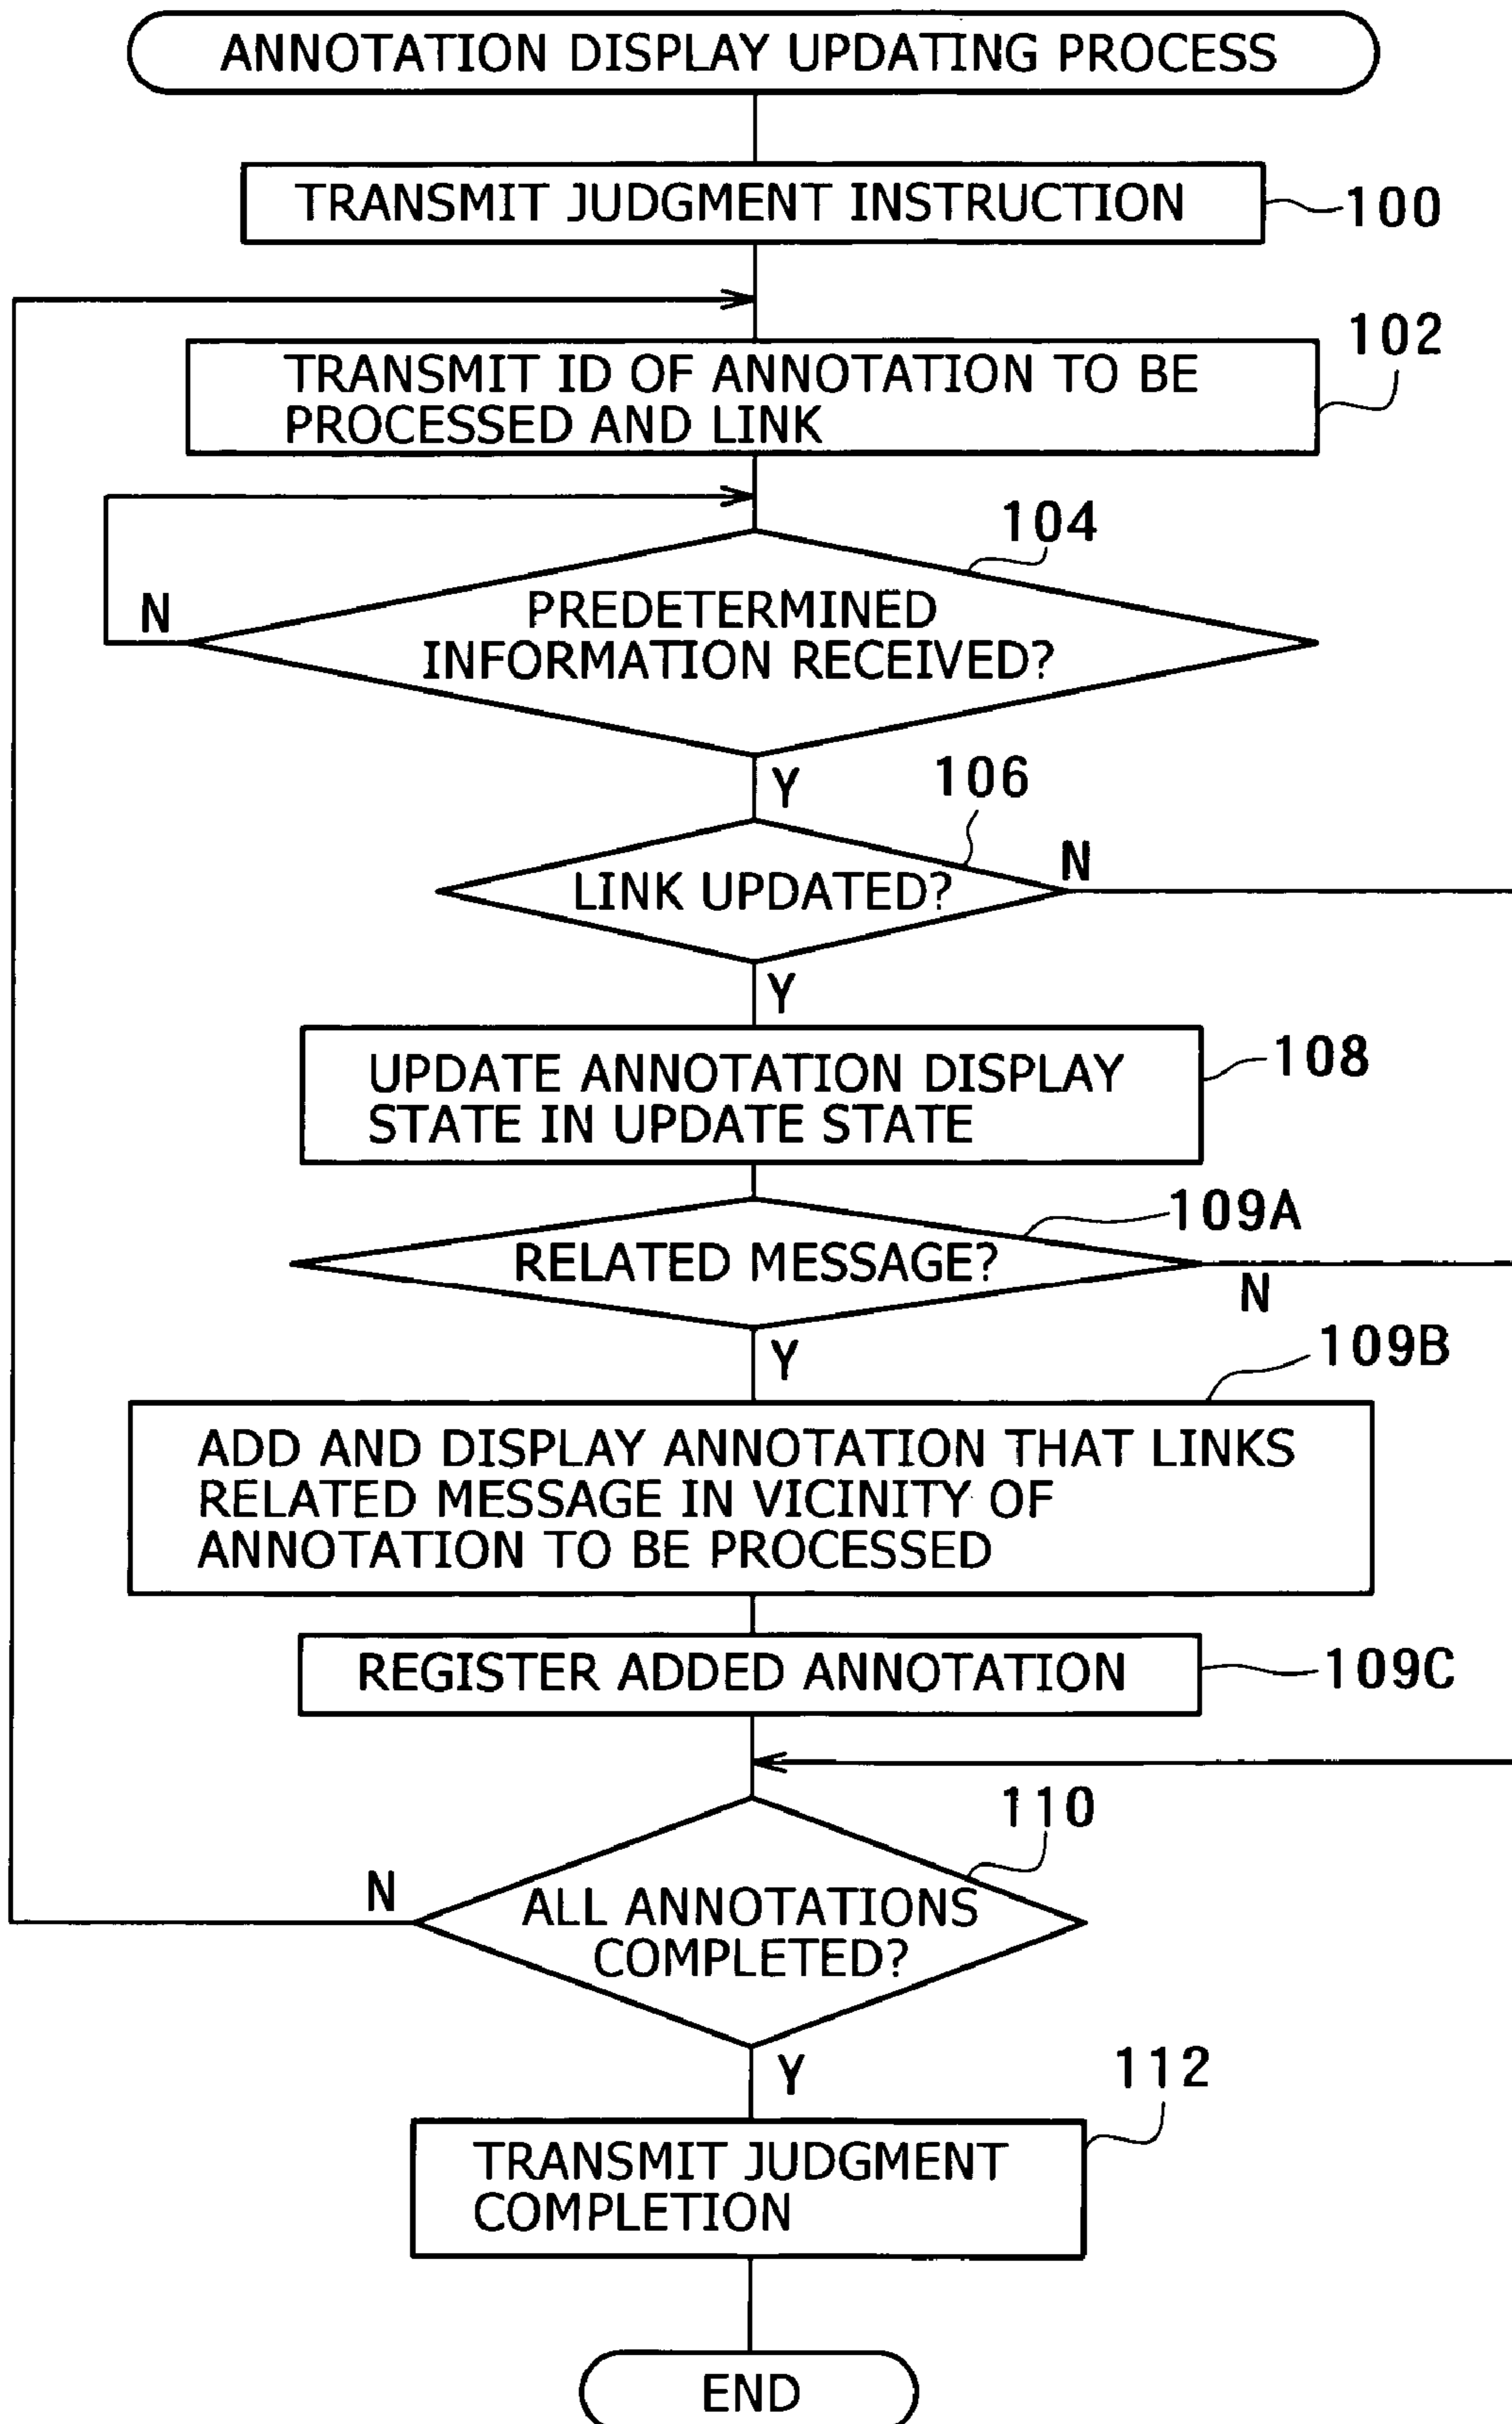 ANNOTATION DISPLAY UPDATING PROCESS
TRANSMIT JUDGMENT INSTRUCTION
100
102
TRANSMIT ID OF ANNOTATION TO BE
PROCESSED AND LINK
104
N
PREDETERMINED
INFORMATION RECEIVED?
Y
106
N
LINK UPDATED?
Y
108
UPDATE ANNOTATION DISPLAY
STATE IN UPDATE STATE
109A
RELATED MESSAGE?
N
Y
109B
ADD AND DISPLAY ANNOTATION THAT LINKS
RELATED MESSAGE IN VICINITY OF
ANNOTATION TO BE PROCESSED
REGISTER ADDED ANNOTATION
109C
110
N
ALL ANNOTATIONS
COMPLETED?
Y
112
TRANSMIT JUDGMENT
COMPLETION
END